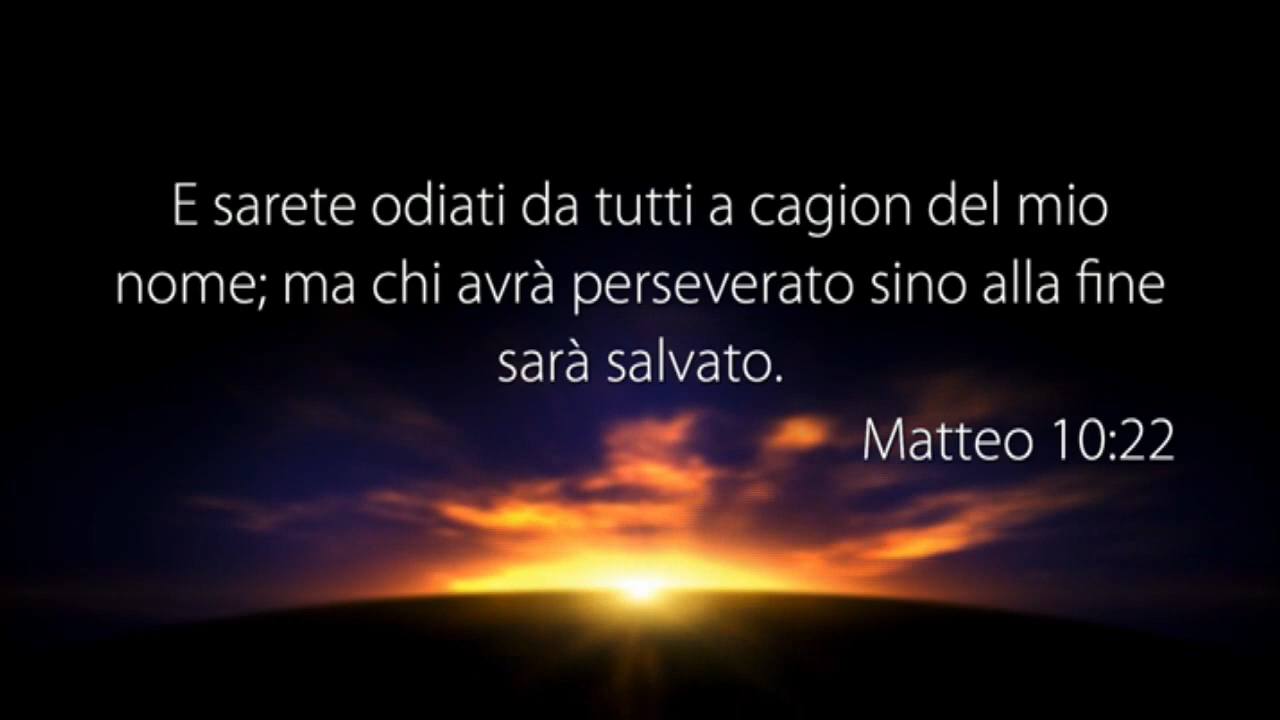 E sarete odiati da tutti a cagion del mio
nome; ma chi avrà perseverato sino alla fine
sarà salvato.
Matteo 10:22